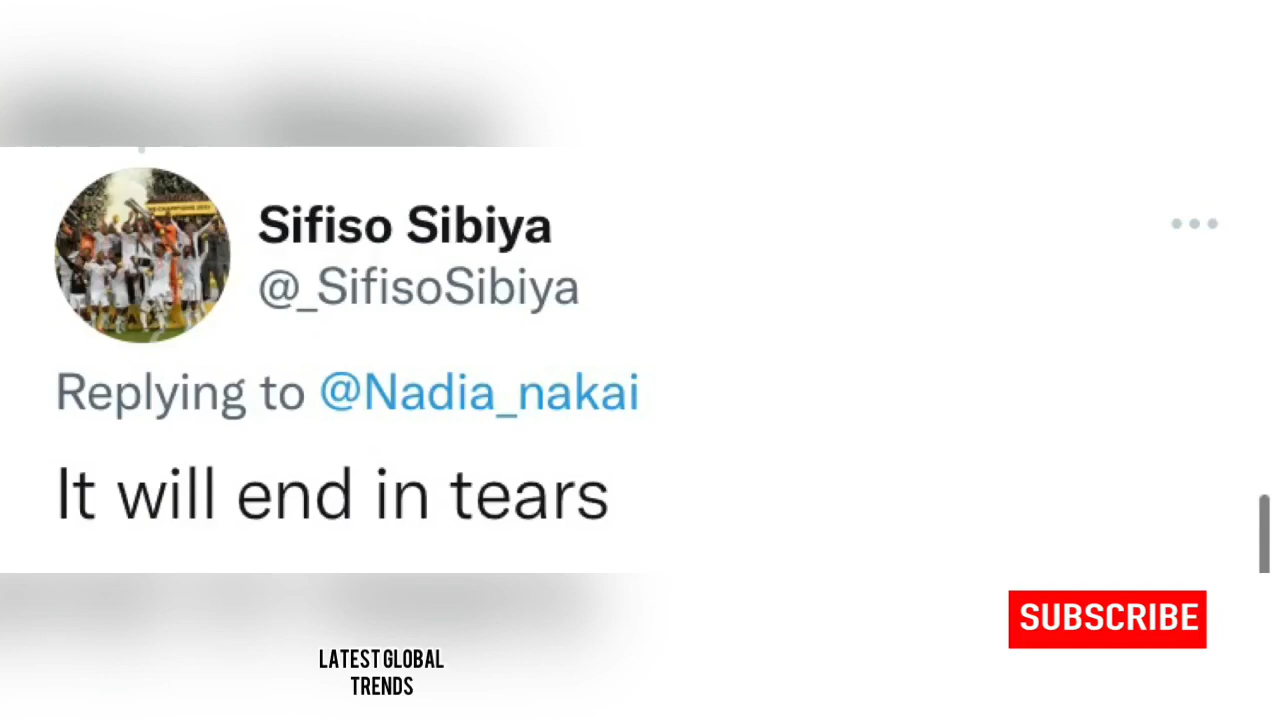 Sifiso Sibiya
@_SifisoSibiya
Replying to @Nadia_nakai
It will end in tears
SUBSCRIBE
LATEST GLOBAL
TRENDS